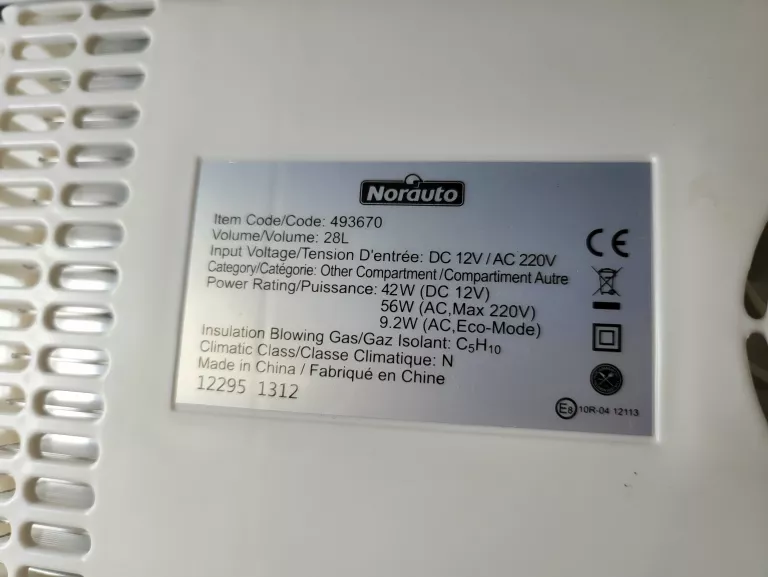 Norauto
Item Code/Code: 493670
Volume/Volume: 28L
Input Voltage/Tension D'entrée: DC 12V / AC 220V
Category/Catégorie: Other Compartment /Compartiment Autre
Power Rating/Puissance: 42W (DC 12V)
56W (AC,Max 220V)
9.2W (AC,Eco-Mode)
Insulation Blowing Gas/Gaz Isolant: C₅H₁₀
Climatic Class/Classe Climatique: N
Made in China / Fabriqué en Chine
12295 1312
CE
E8 10R-04 12113